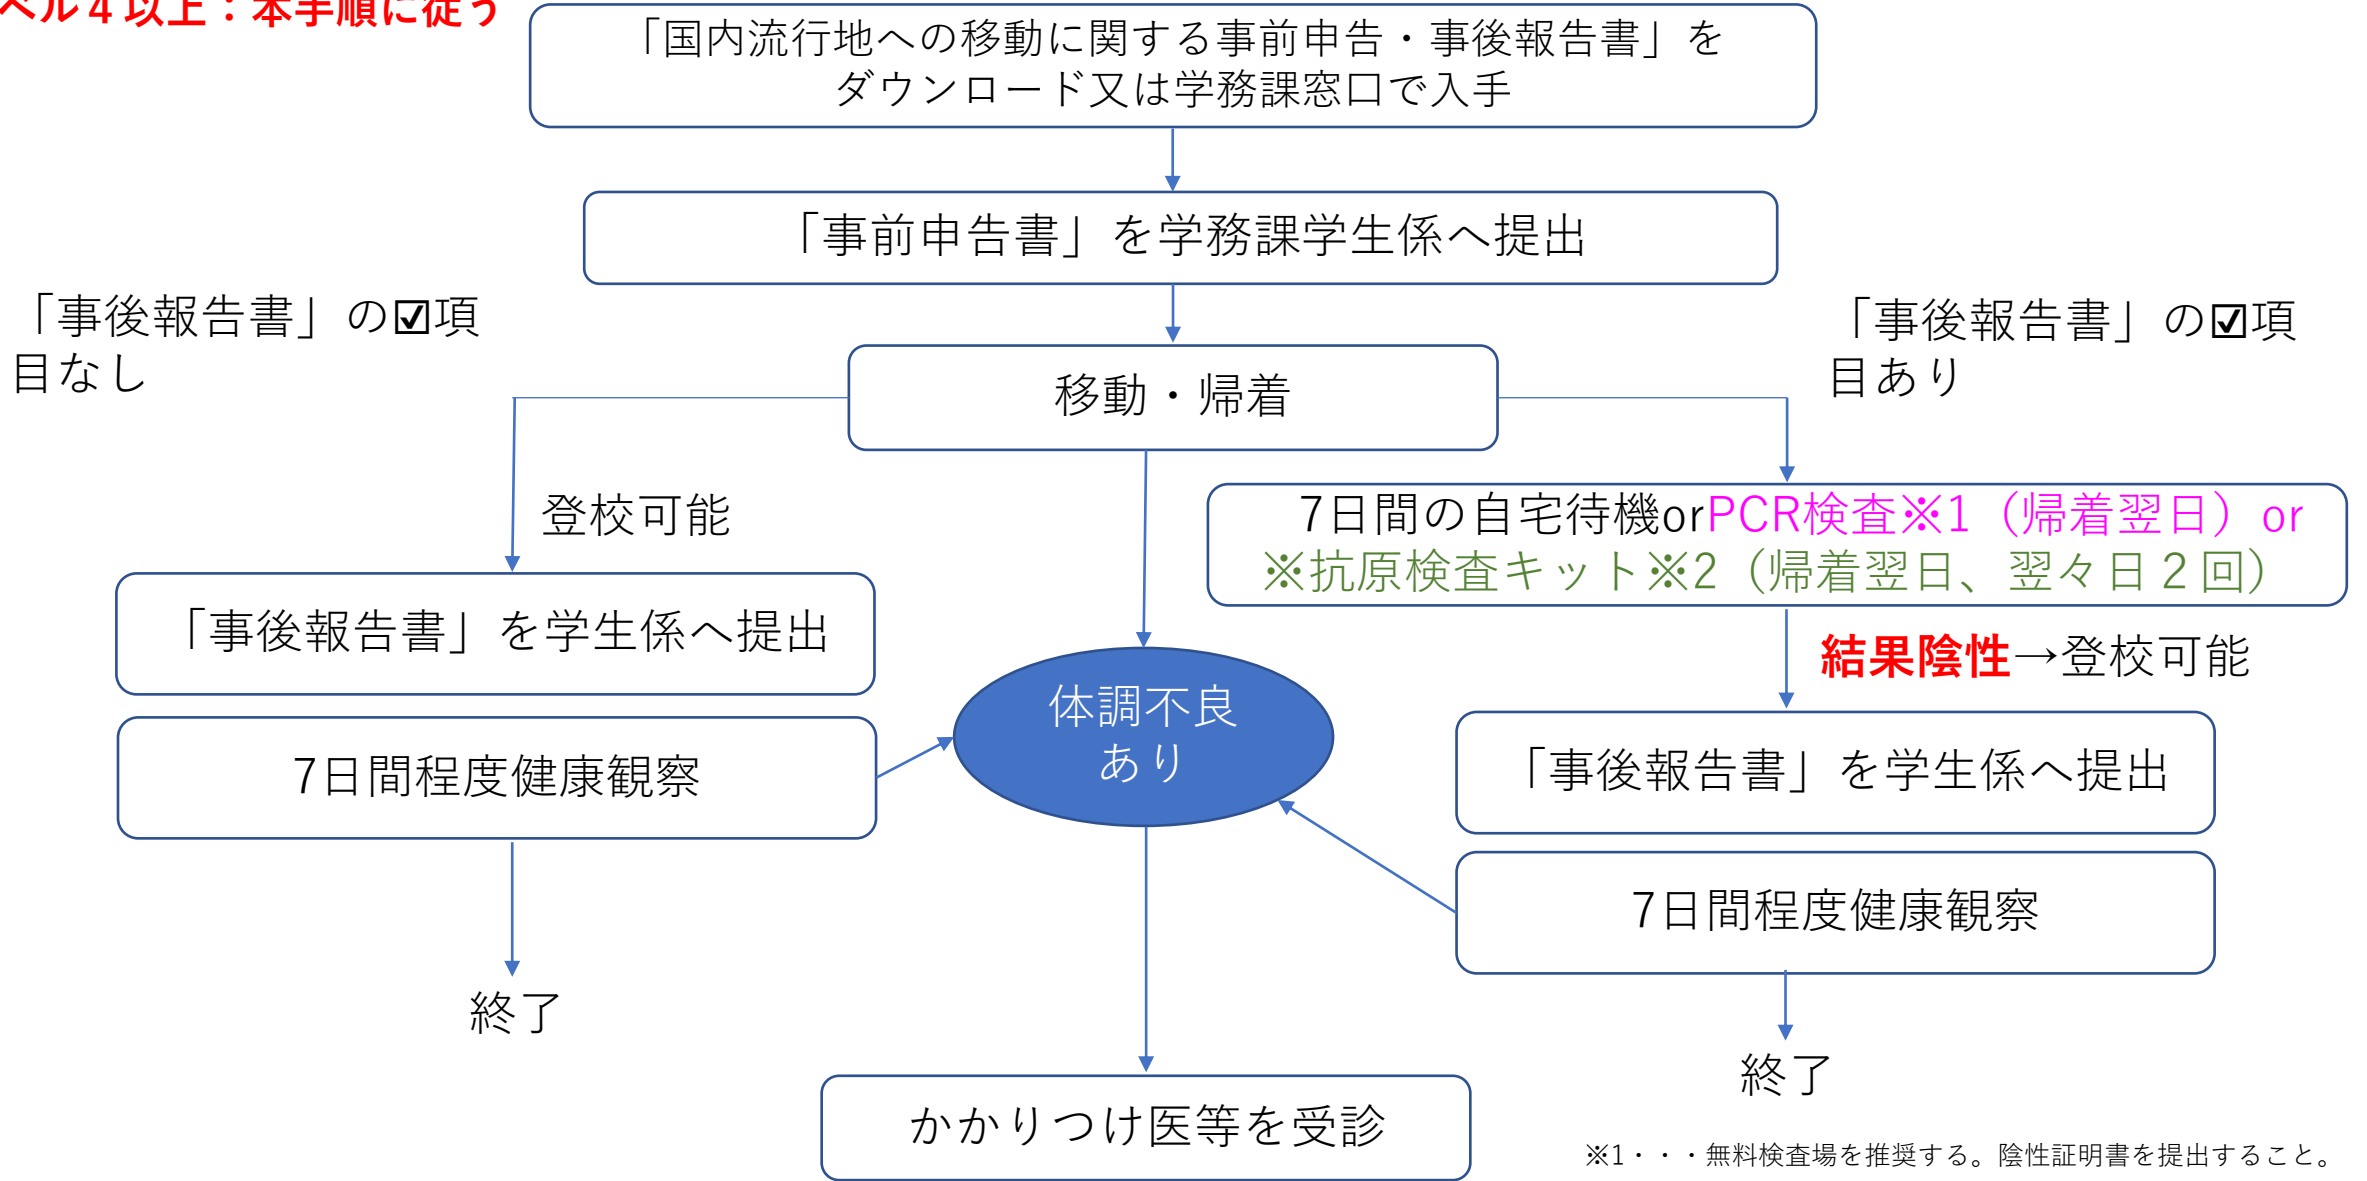 ベル４以上：本手順に従う
「国内流行地への移動に関する事前申告・事後報告書」を
ダウンロード又は学務課窓口で入手
「事前申告書」を学務課学生係へ提出
「事後報告書」の☑項
目なし
「事後報告書」の☑項
目あり
移動・帰着
登校可能
7日間の自宅待機orPCR検査※1（帰着翌日）or
※抗原検査キット※2（帰着翌日、翌々日２回）
「事後報告書」を学生係へ提出
結果陰性→登校可能
体調不良
あり
7日間程度健康観察
「事後報告書」を学生係へ提出
7日間程度健康観察
終了
終了
かかりつけ医等を受診
※1・・・無料検査場を推奨する。陰性証明書を提出すること。